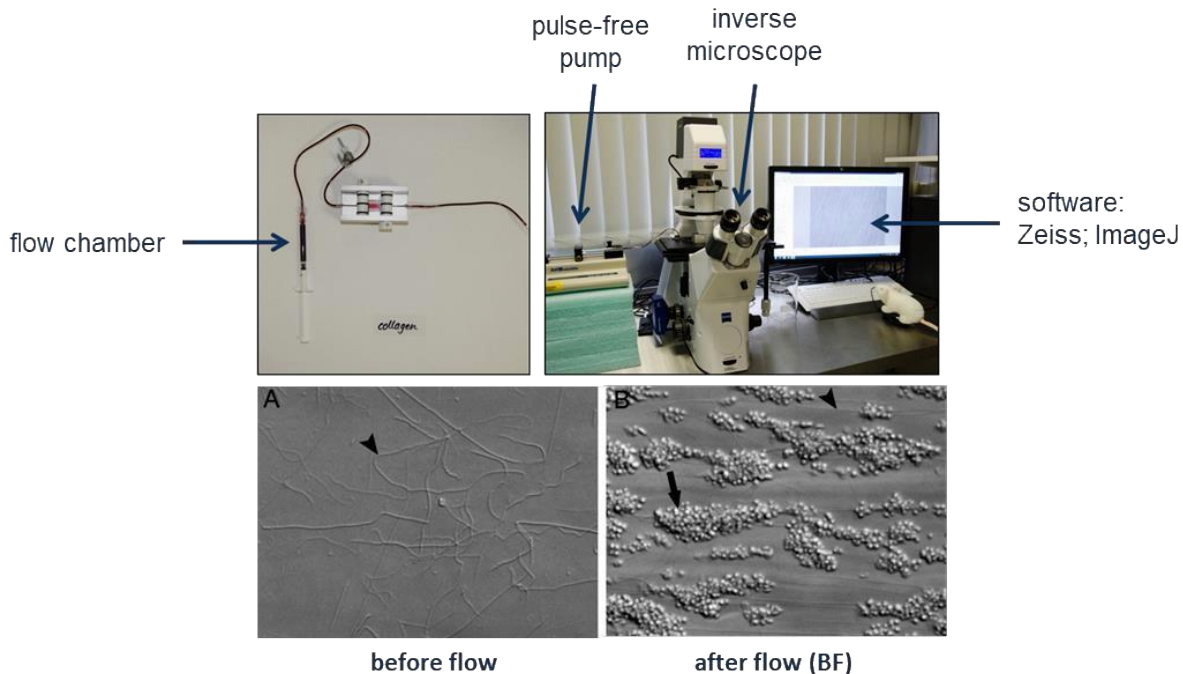 pulse-free
pump
inverse
microscope
flow chamber
software:
Zeiss; ImageJ
collagen
A
B
before flow
after flow (BF)